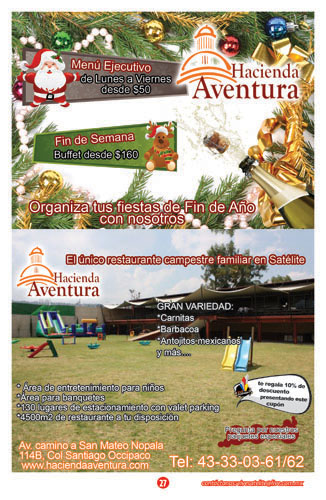 Menú Ejecutivo
de Lunes a Viernes
desde $50
Hacienda
Aventura
Fin de Semana
Buffet desde $160
Organiza tus fiestas de Fin de Año
con nosotros
El único restaurante campestre familiar en Satélite
Hacienda
Aventura
GRAN VARIEDAD:
*Carnitas
*Barbacoa
*Antojitos mexicanos
y más....
* Área de entretenimiento para niños
*Área para banquetes
*130 lugares de estacionamiento con valet parking
*4500m2 de restaurante a tu disposición
te regala 10% de
descuento
presentando este
cupón
Pregunta por nuestros
paquetes especiales
Av. camino a San Mateo Nopala
114B, Col Santiago Occipaco
www.haciendaaventura.com
Tel: 43-33-03-61/62
27